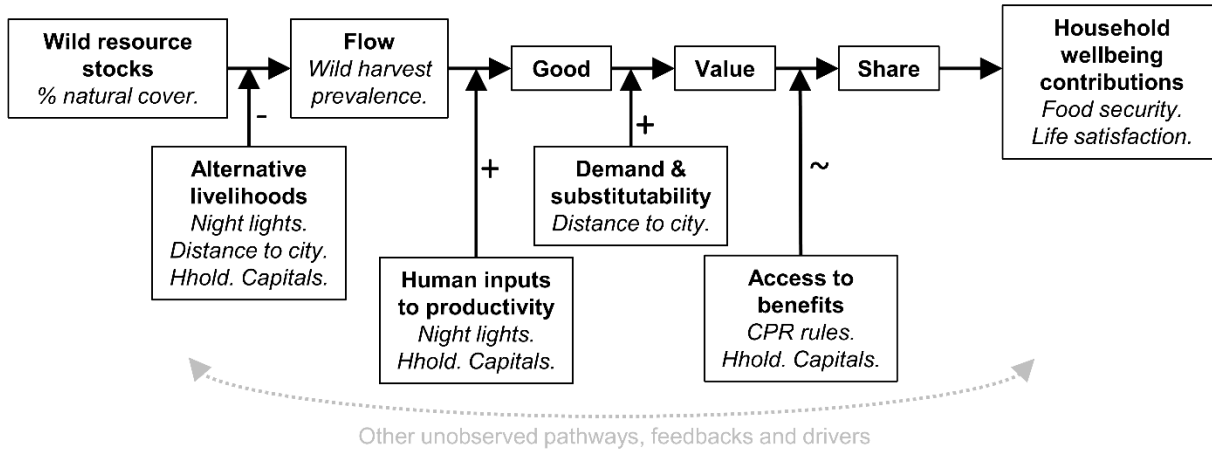 Wild resource
stocks
% natural cover.
Flow
Wild harvest
prevalence.
Good
Value
Share
Household
wellbeing
contributions
Food security.
Life satisfaction.
-
Alternative
livelihoods
Night lights.
Distance to city.
Hhold. Capitals.
+
Human inputs
to productivity
Night lights.
Hhold. Capitals.
+
Demand &
substitutability
Distance to city.
~
Access to
benefits
CPR rules.
Hhold. Capitals.
Other unobserved pathways, feedbacks and drivers